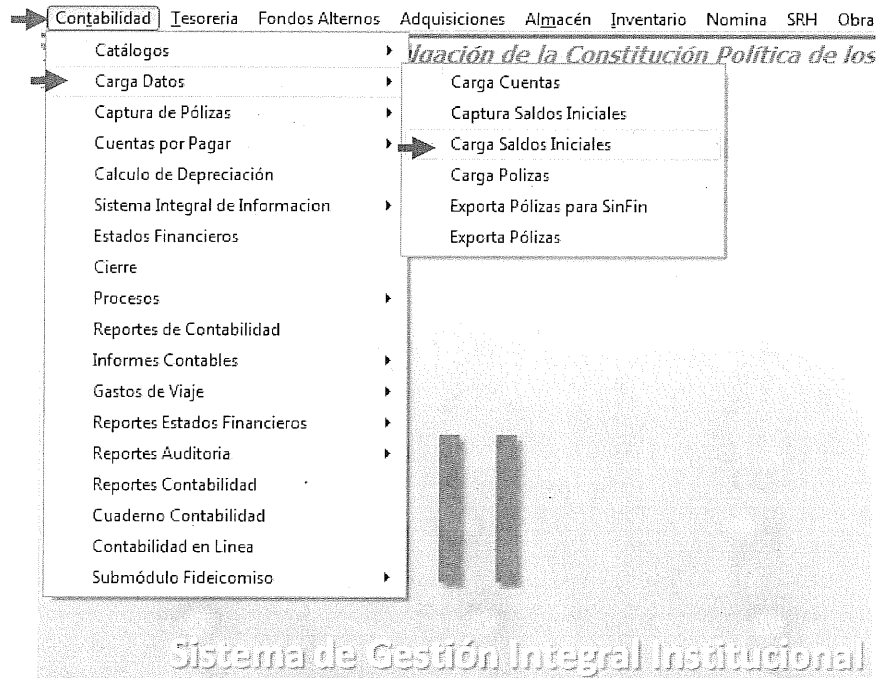 Contabilidad Tesoreria Fondos Alternos Adquisiciones Almacén Inventario Nomina SRH Obra
de la Constitución Política de los
Catálogos
Carga Datos
Captura de Pólizas
Cuentas por Pagar
Calculo de Depreciación
Sistema Integral de Informacion
Estados Financieros
Cierre
Procesos
Reportes de Contabilidad
Informes Contables
Gastos de Viaje
Reportes Estados Financieros
Reportes Auditoria
Reportes Contabilidad
Cuaderno Contabilidad
Contabilidad en Linea
Submódulo Fideicomiso
Carga Cuentas
Captura Saldos Iniciales
Carga Saldos Iniciales
Carga Polizas
Exporta Pólizas para SinFin
Exporta Pólizas
II
Sistema de Gestión Integral Institucional